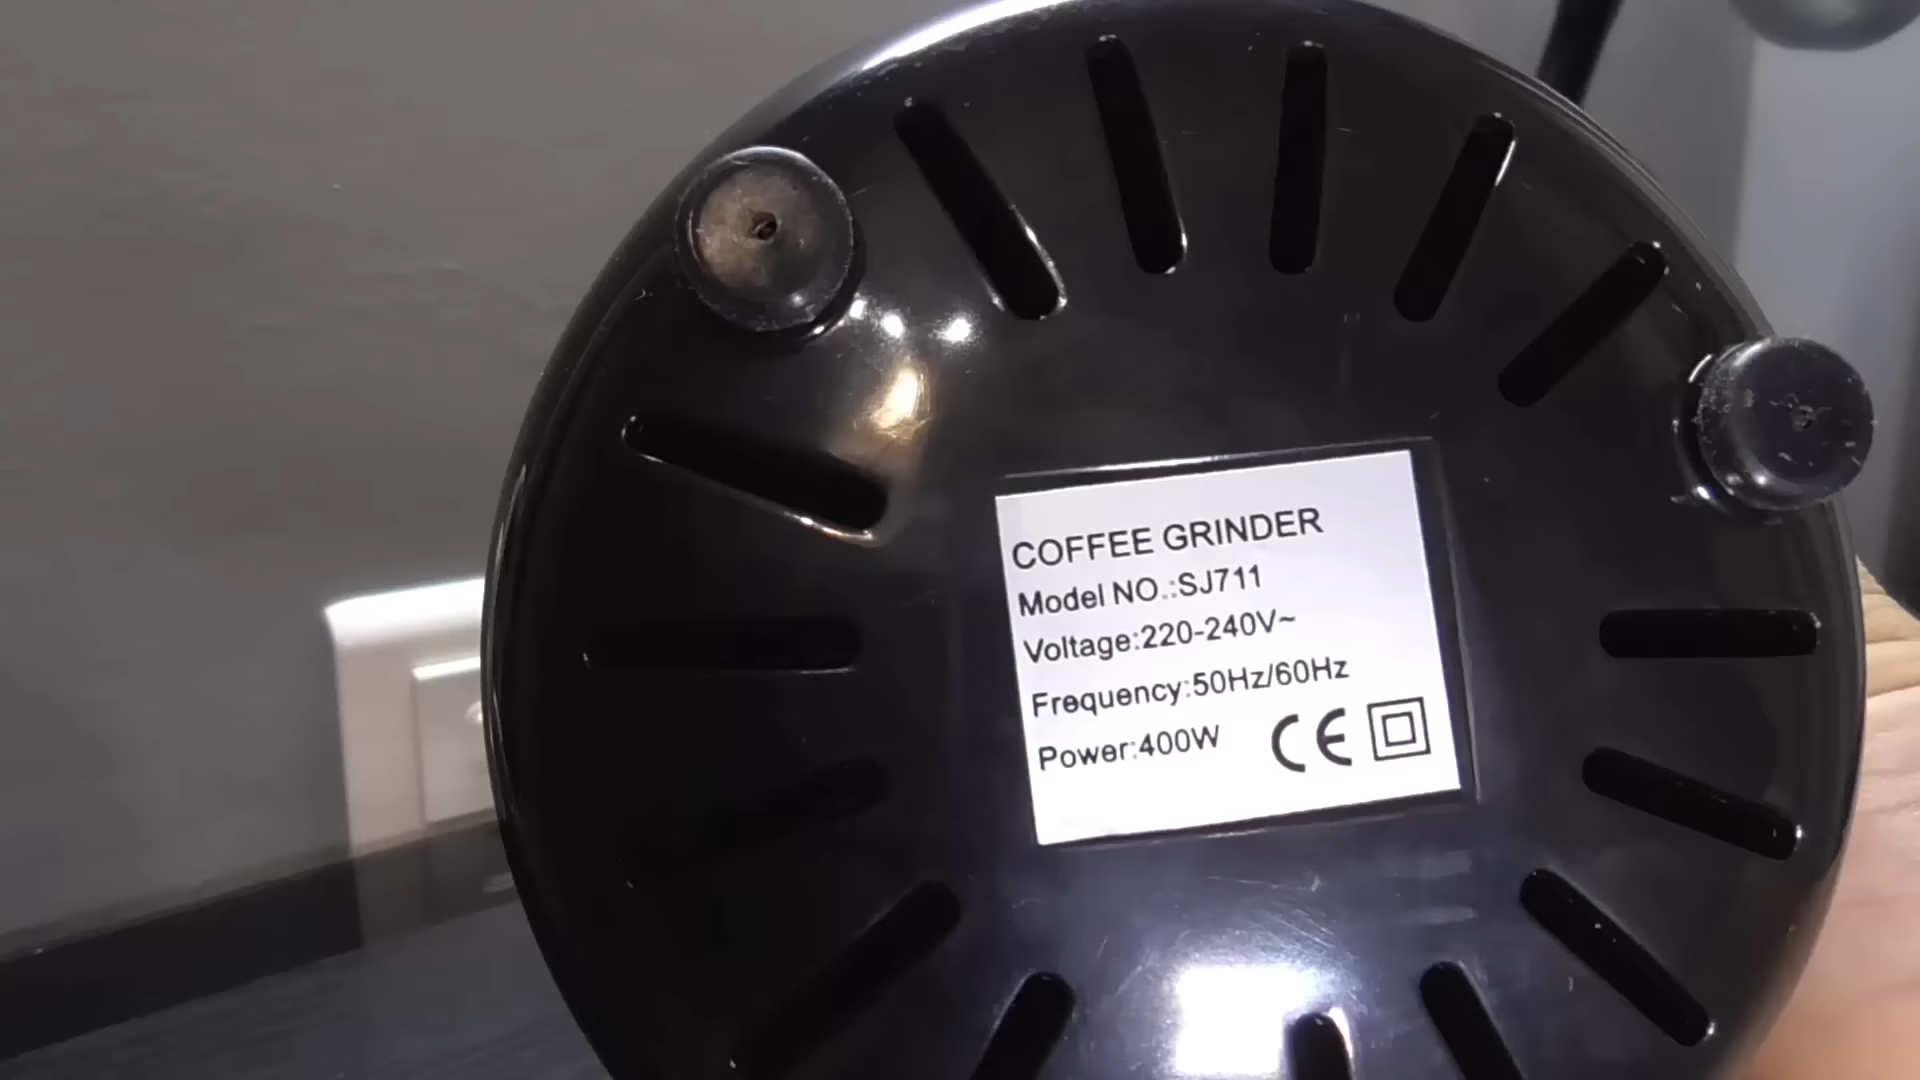 COFFEE GRINDER
Model NO.:SJ711
Voltage:220-240V~
Frequency:50Hz/60Hz
Power:400W CE